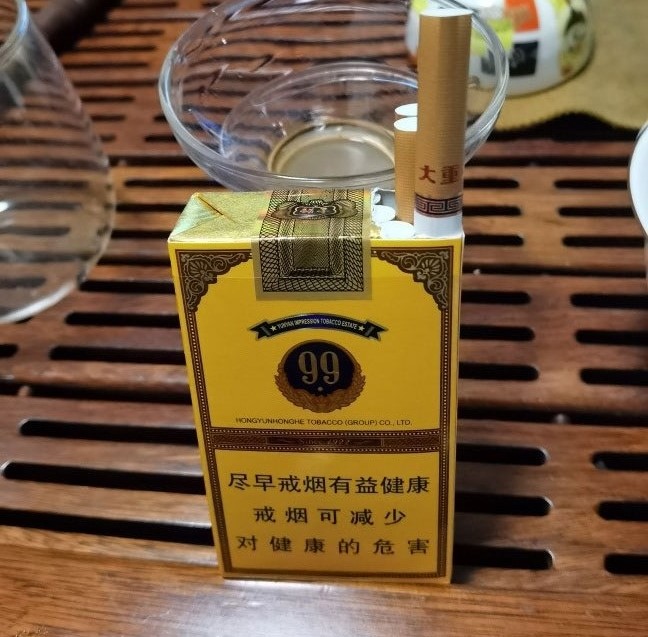 大重
YUNYAN IMPRESSION TOBACCO ESTATE
99
HONGYUNHONGHE TOBACCO (GROUP) CO., LTD.
尽早戒烟有益健康
戒烟可减少
对健康的危害